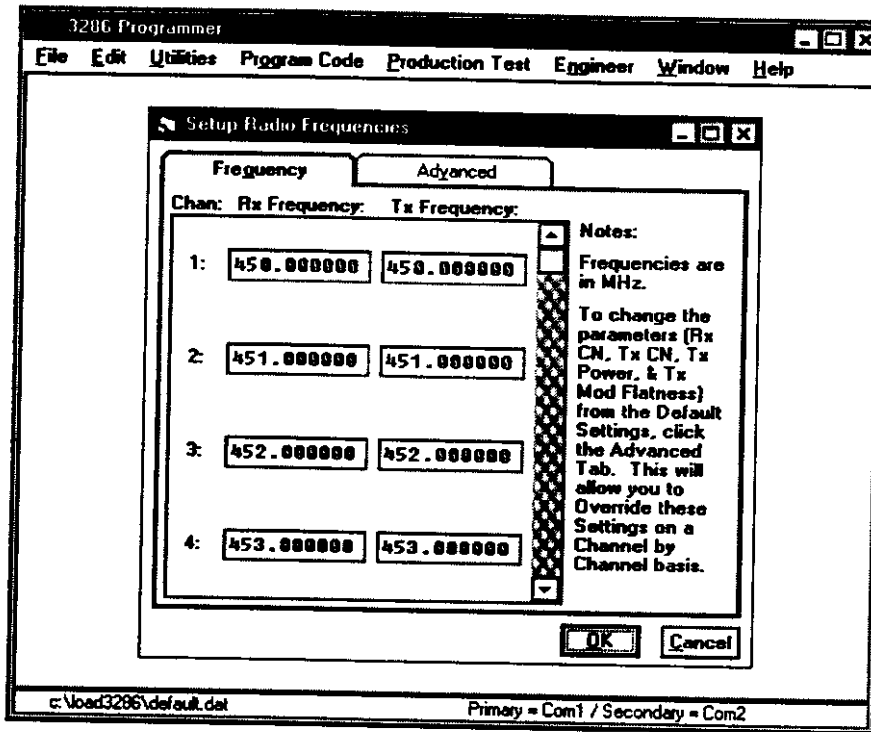 3286 Programmer
File Edit Utilities Program Code Production Test Engineer Window Help
Setup Radio Frequencies
Frequency Advanced
Chan: Rx Frequency: Tx Frequency:
1: 450.000000 450.000000
2: 451.000000 451.000000
3: 452.000000 452.000000
4: 453.000000 453.000000
Notes:
Frequencies are
in MHz.
To change the
parameters (Rx
CN, Tx CN, Tx
Power, & Tx
Mod Flatness)
from the Default
Settings, click
the Advanced
Tab. This will
allow you to
Override these
Settings on a
Channel by
Channel basis.
OK Cancel
c:\load3286\default.dat Primary = Com1 / Secondary = Com2